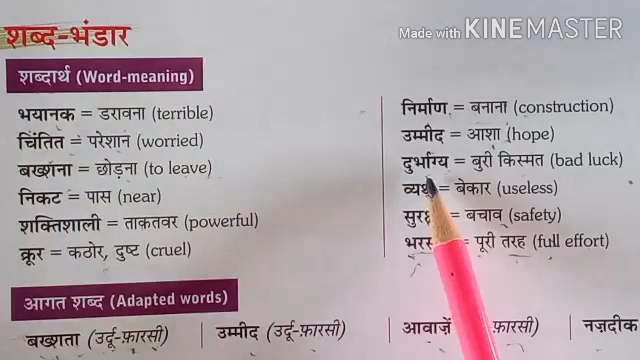 शब्द-भंडार
Made with KINEMASTER
शब्दार्थ (Word-meaning)
भयानक = डरावना (terrible)
चिंतित = परेशान (worried)
बख़्शना = छोड़ना (to leave)
निकट = पास (near)
शक्तिशाली = ताकतवर (powerful)
क्रूर = कठोर, दुष्ट (cruel)
निर्माण = बनाना (construction)
उम्मीद = आशा (hope)
दुर्भाग्य = बुरी किस्मत (bad luck)
= बेकार (useless)
= बचाव (safety)
= पूरी तरह (full effort)
आगत शब्द (Adapted words)
बख़्शता (उर्दू-फ़ारसी) उम्मीद (उर्दू-फ़ारसी) आवाज़ें फ़ारसी) नज़दीक